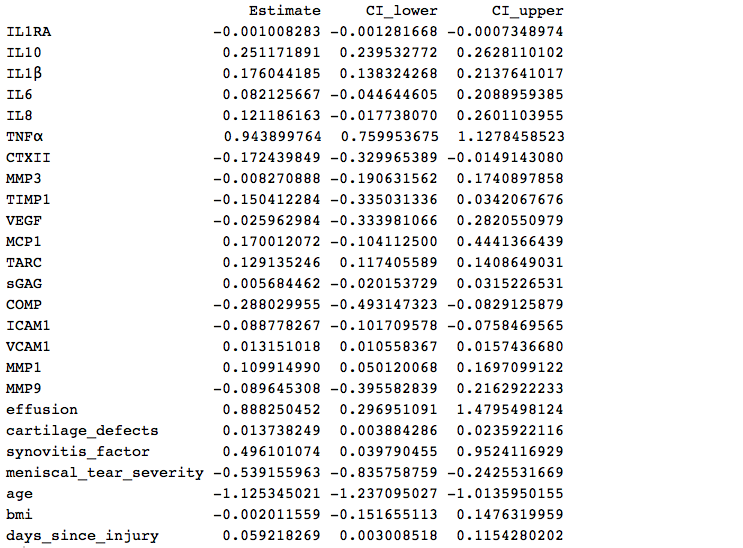 Estimate CI_lower CI_upper
IL1RA -0.001008283 -0.001281668 -0.0007348974
IL10 0.251171891 0.239532772 0.2628110102
IL1β 0.176044185 0.138324268 0.2137641017
IL6 0.082125667 -0.044644605 0.2088959385
IL8 0.121186163 -0.017738070 0.2601103955
TNFα 0.943899764 0.759953675 1.1278458523
CTXII -0.172439849 -0.329965389 -0.0149143080
MMP3 -0.008270888 -0.190631562 0.1740897858
TIMP1 -0.150412284 -0.335031336 0.0342067676
VEGF -0.025962984 -0.333981066 0.2820550979
MCP1 0.170012072 -0.104112500 0.4441366439
TARC 0.129135246 0.117405589 0.1408649031
sGAG 0.005684462 -0.020153729 0.0315226531
COMP -0.288029955 -0.493147323 -0.0829125879
ICAM1 -0.088778267 -0.101709578 -0.0758469565
VCAM1 0.013151018 0.010558367 0.0157436680
MMP1 0.109914990 0.050120068 0.1697099122
MMP9 -0.089645308 -0.395582839 0.2162922233
effusion 0.888250452 0.296951091 1.4795498124
cartilage_defects 0.013738249 0.003884286 0.0235922116
synovitis_factor 0.496101074 0.039790455 0.9524116929
meniscal_tear_severity -0.539155963 -0.835758759 -0.2425531669
age -1.125345021 -1.237095027 -1.0135950155
bmi -0.002011559 -0.151655113 0.1476319959
days_since_injury 0.059218269 0.003008518 0.1154280202